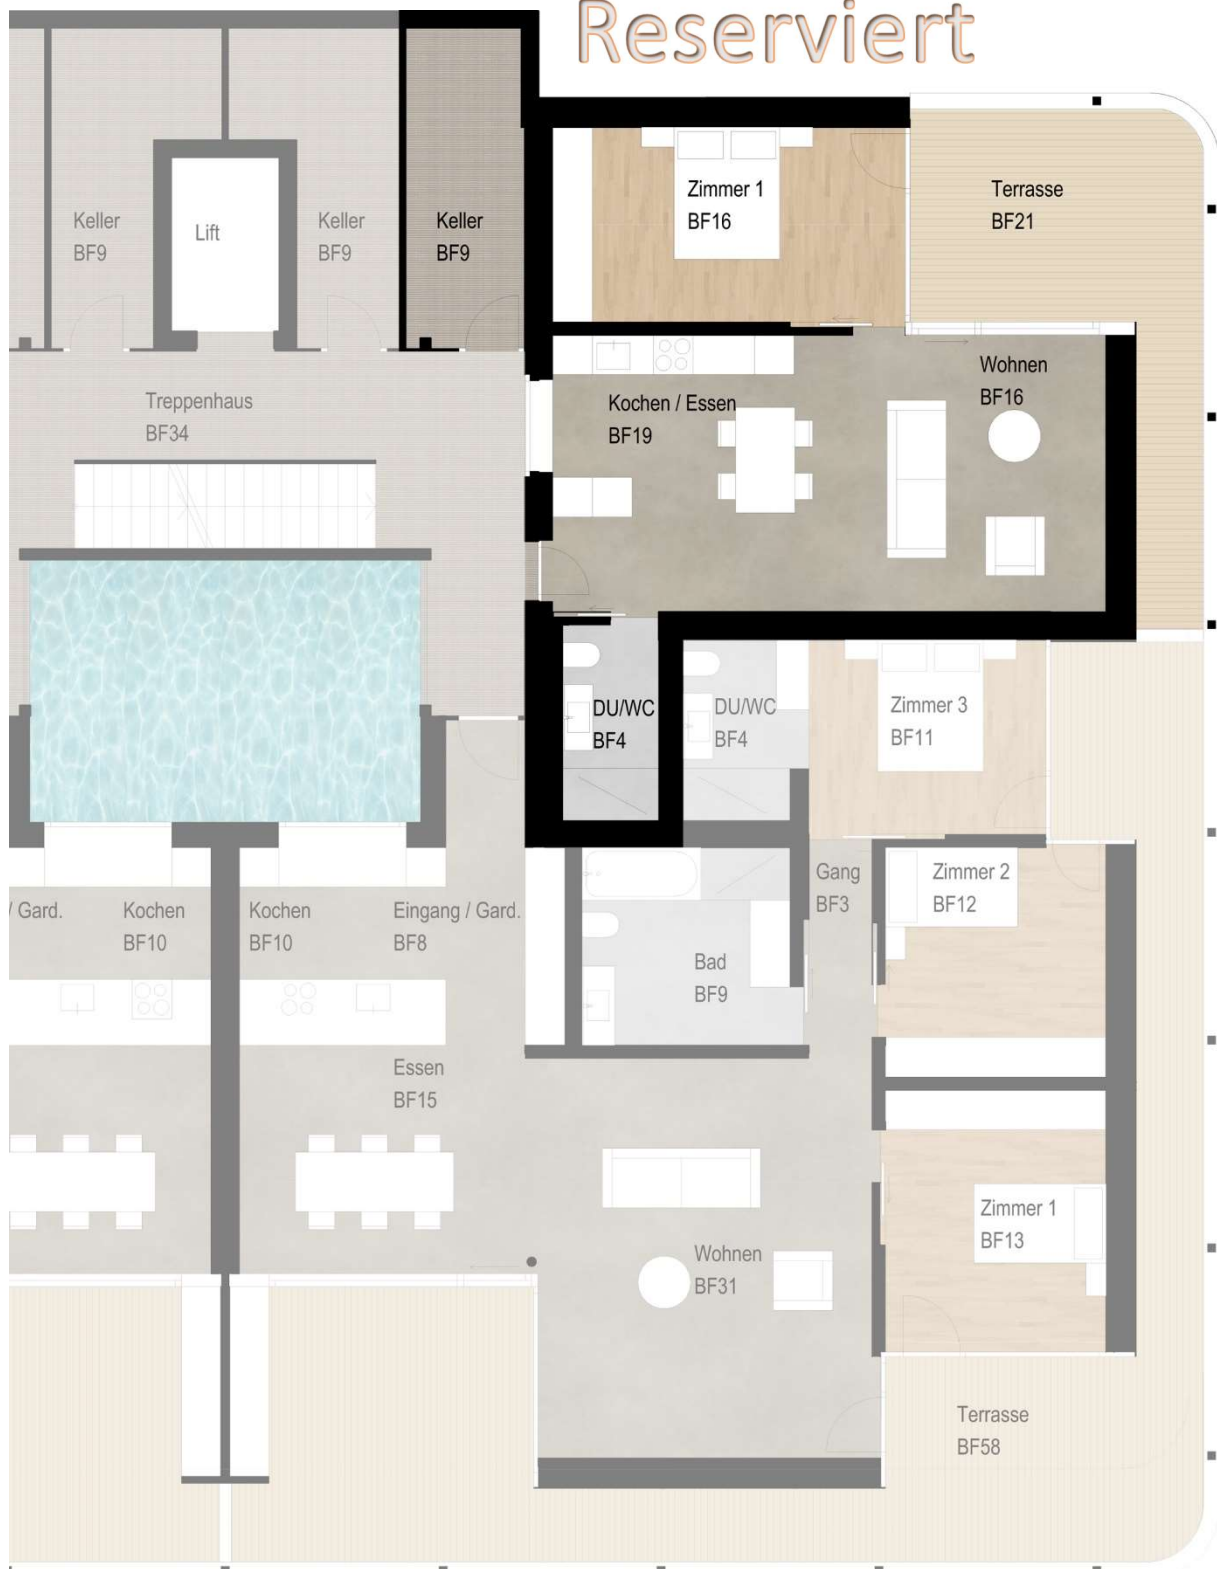 Reserviert
Zimmer 1
BF16
Terrasse
BF21
Keller
BF9
Lift
Keller
BF9
Keller
BF9
Wohnen
BF16
Treppenhaus
BF34
Kochen / Essen
BF19
DU/WC
BF4
DU/WC
BF4
Zimmer 3
BF11
/ Gard.
Kochen
BF10
Kochen
BF10
Eingang / Gard.
BF8
Gang
BF3
Zimmer 2
BF12
Bad
BF9
Essen
BF15
Zimmer 1
BF13
Wohnen
BF31
Terrasse
BF58